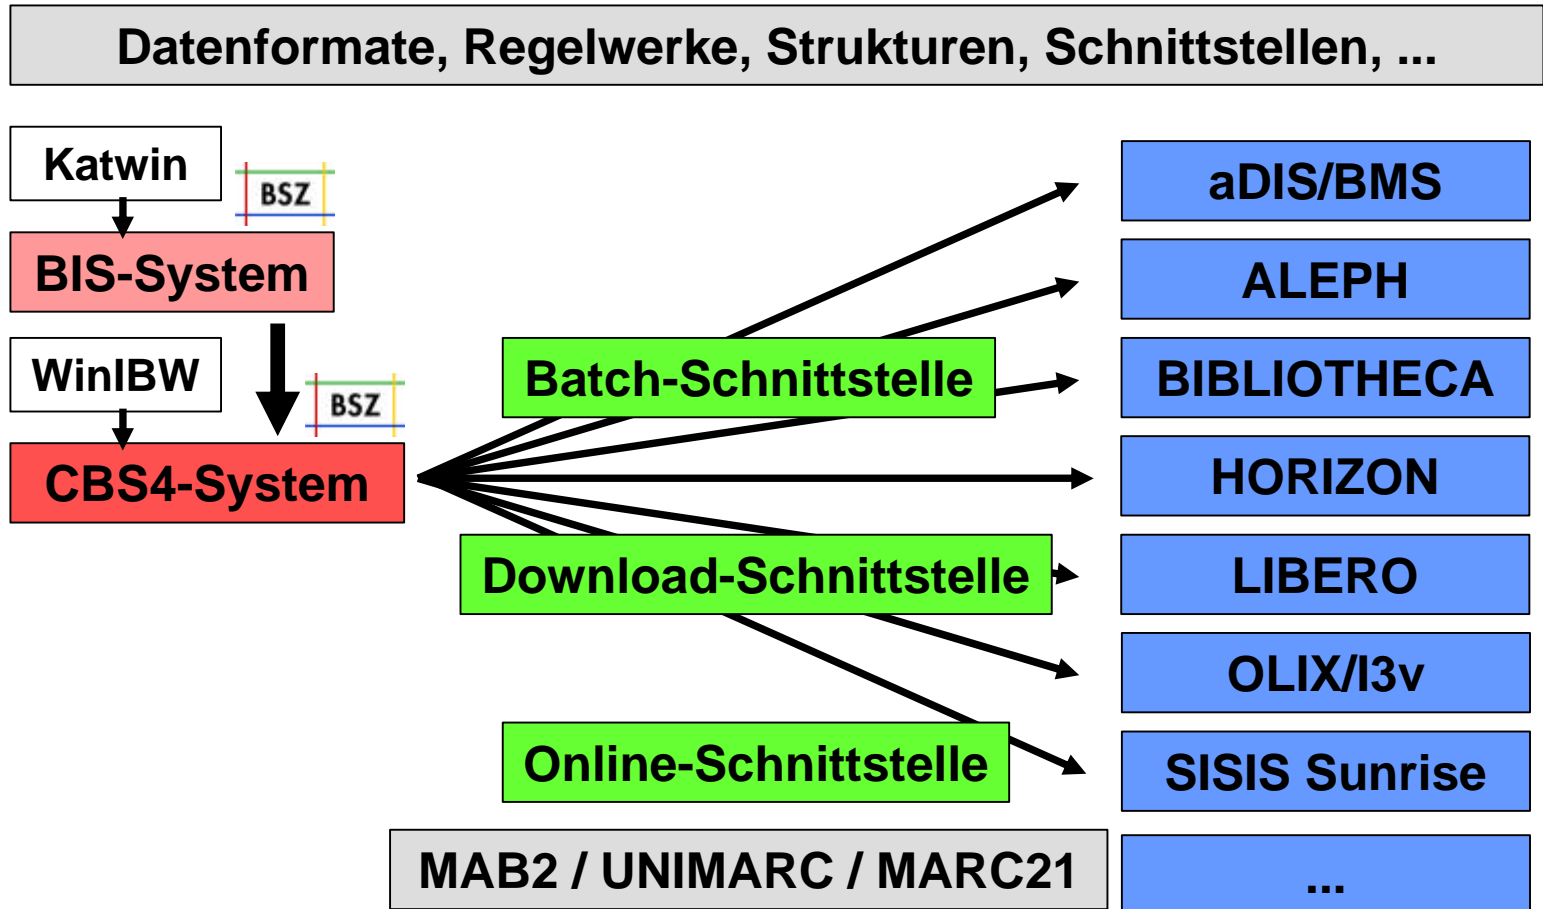 Datenformate, Regelwerke, Strukturen, Schnittstellen, ...
Katwin
BSZ
BIS-System
WinIBW
BSZ
CBS4-System
Batch-Schnittstelle
Download-Schnittstelle
Online-Schnittstelle
MAB2 / UNIMARC / MARC21
aDIS/BMS
ALEPH
BIBLIOTHECA
HORIZON
LIBERO
OLIX/I3v
SISIS Sunrise
...